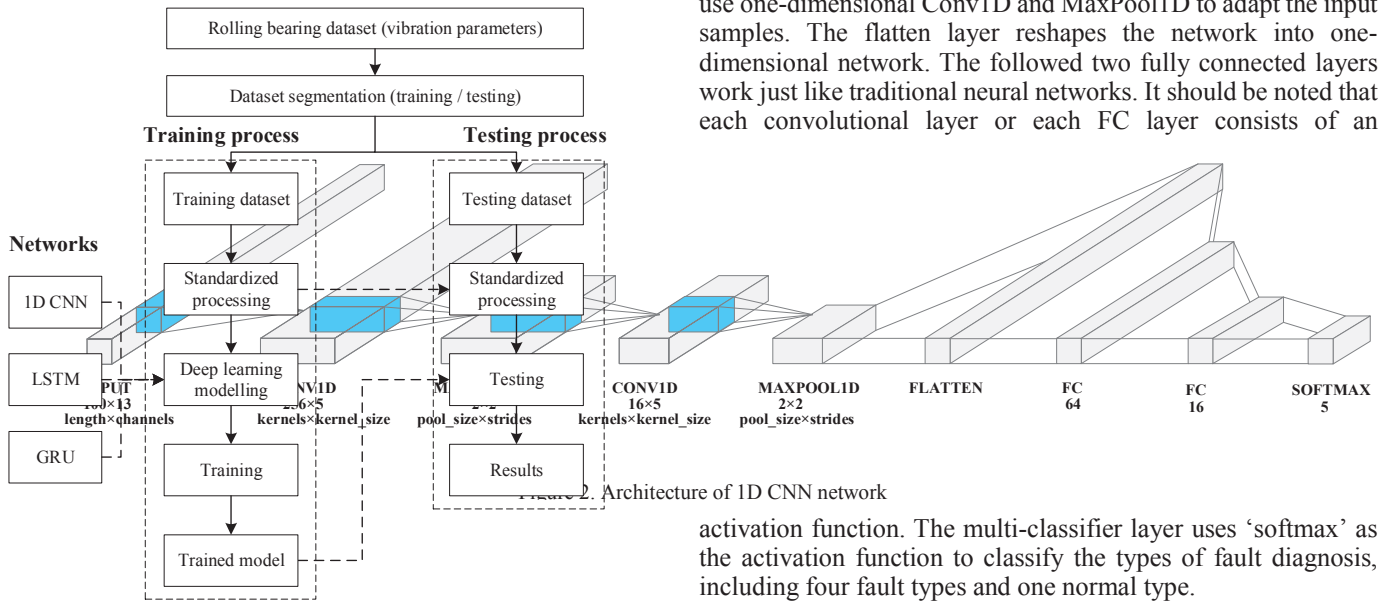 Rolling bearing dataset (vibration parameters)
Dataset segmentation (training / testing)
Training process
Testing process
Training dataset
Testing dataset
Networks
1D CNN
LSTM
GRU
Standardized
processing
Standardized
processing
Deep learning
modelling
Testing
Training
Results
Trained model
use one-dimensional Conv1D and MaxPool1D to adapt the input
samples. The flatten layer reshapes the network into one-
dimensional network. The followed two fully connected layers
work just like traditional neural networks. It should be noted that
each convolutional layer or each FC layer consists of an
length×channels
kernels×kernel_size
pool_size×strides
CONV1D
16×5
kernels×kernel_size
MAXPOOL1D
2×2
pool_size×strides
FLATTEN
FC
64
FC
16
SOFTMAX
5
Figure 2. Architecture of 1D CNN network
activation function. The multi-classifier layer uses ‘softmax’ as
the activation function to classify the types of fault diagnosis,
including four fault types and one normal type.